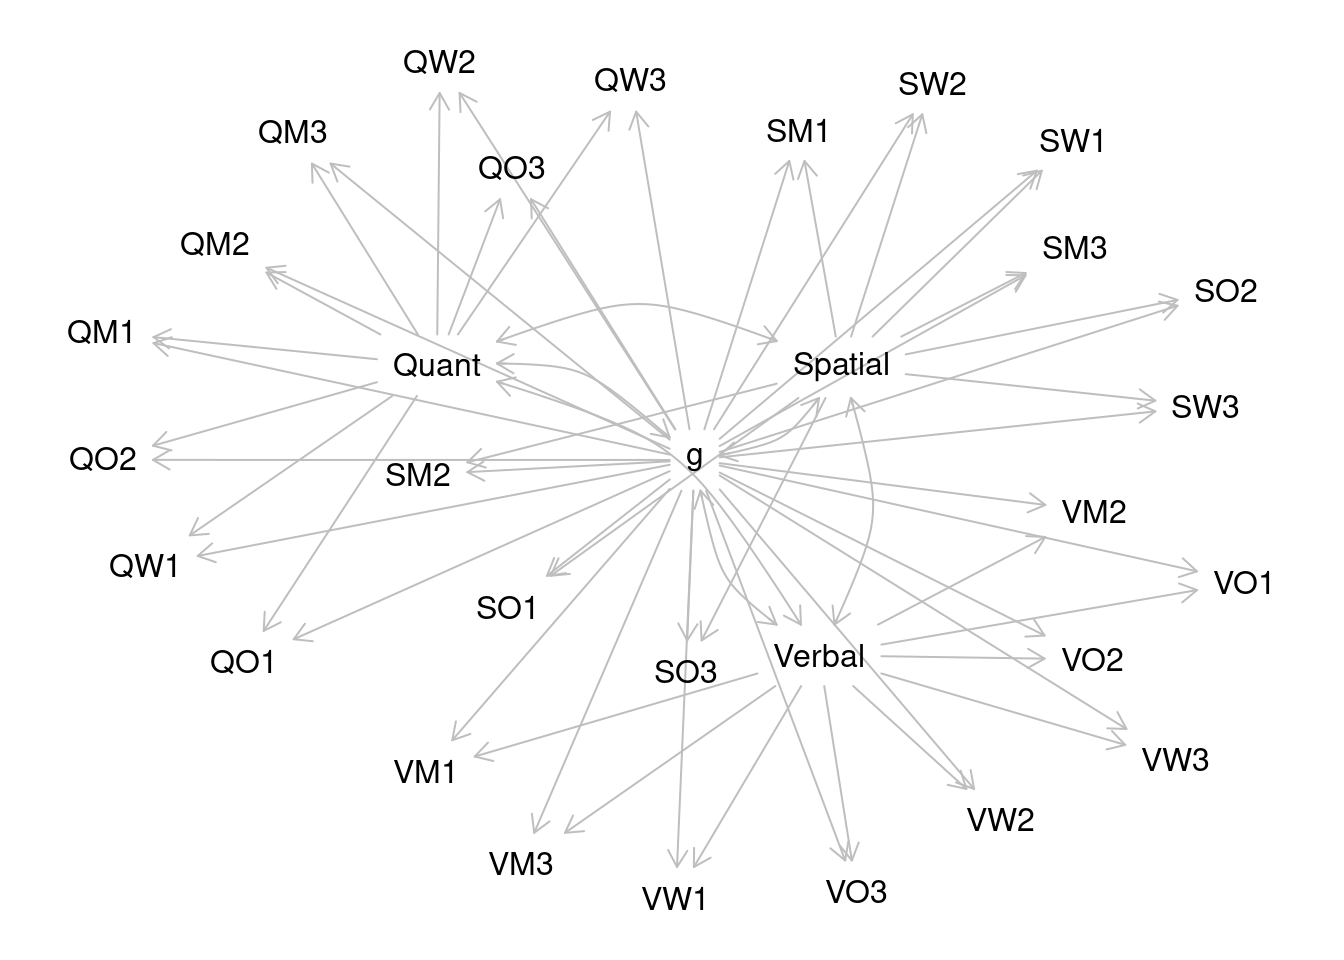 QW2
QW3
SW2
QM3
SM1
SW1
QO3
QM2
SM3
SO2
QM1
Quant
Spatial
SW3
QO2
g
SM2
VM2
QW1
VO1
SO1
QO1
SO3
Verbal
VO2
VM1
VW3
VW2
VM3
VW1
VO3